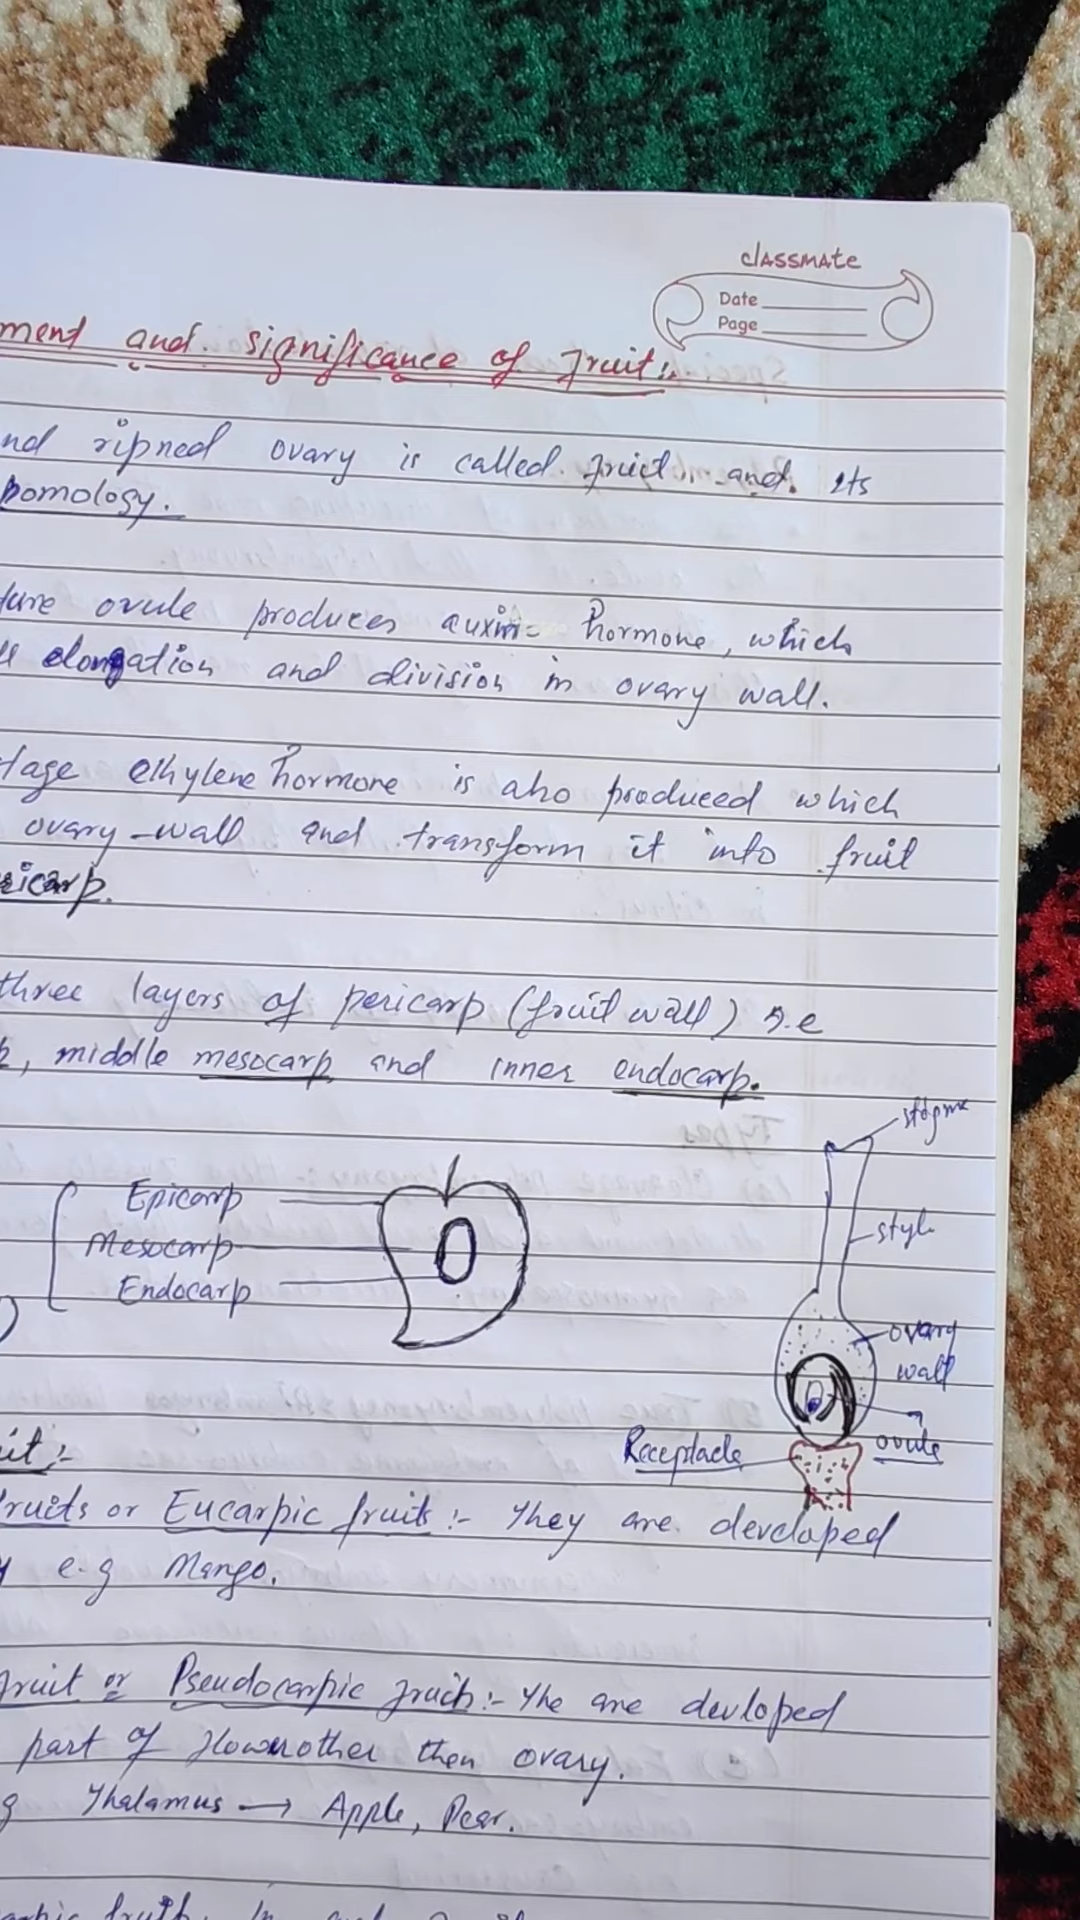 classmate
Date
Page
ment and significance of Fruit:-
nd ripned ovary is called fruit and its
pomology.
ture ovule produces auxin hormone, which
elongation and division in ovary wall.
tage ethylene hormone is also produced which
ovary-wall and transform it into fruit
ricarp.
three layers of pericarp (fruit wall) i.e
p, middle mesocarp and inner endocarp.
stigma
Epicarp
Mesocarp
Endocarp
style
ovary
wall
ovule
Receptacle
it:-
fruits or Eucarpic fruits:- They are developed
y e.g Mango.
fruit or Pseudocarpic fruits:- The are devloped
part of flower other then ovary.
g Thalamus → Apple, Pear.